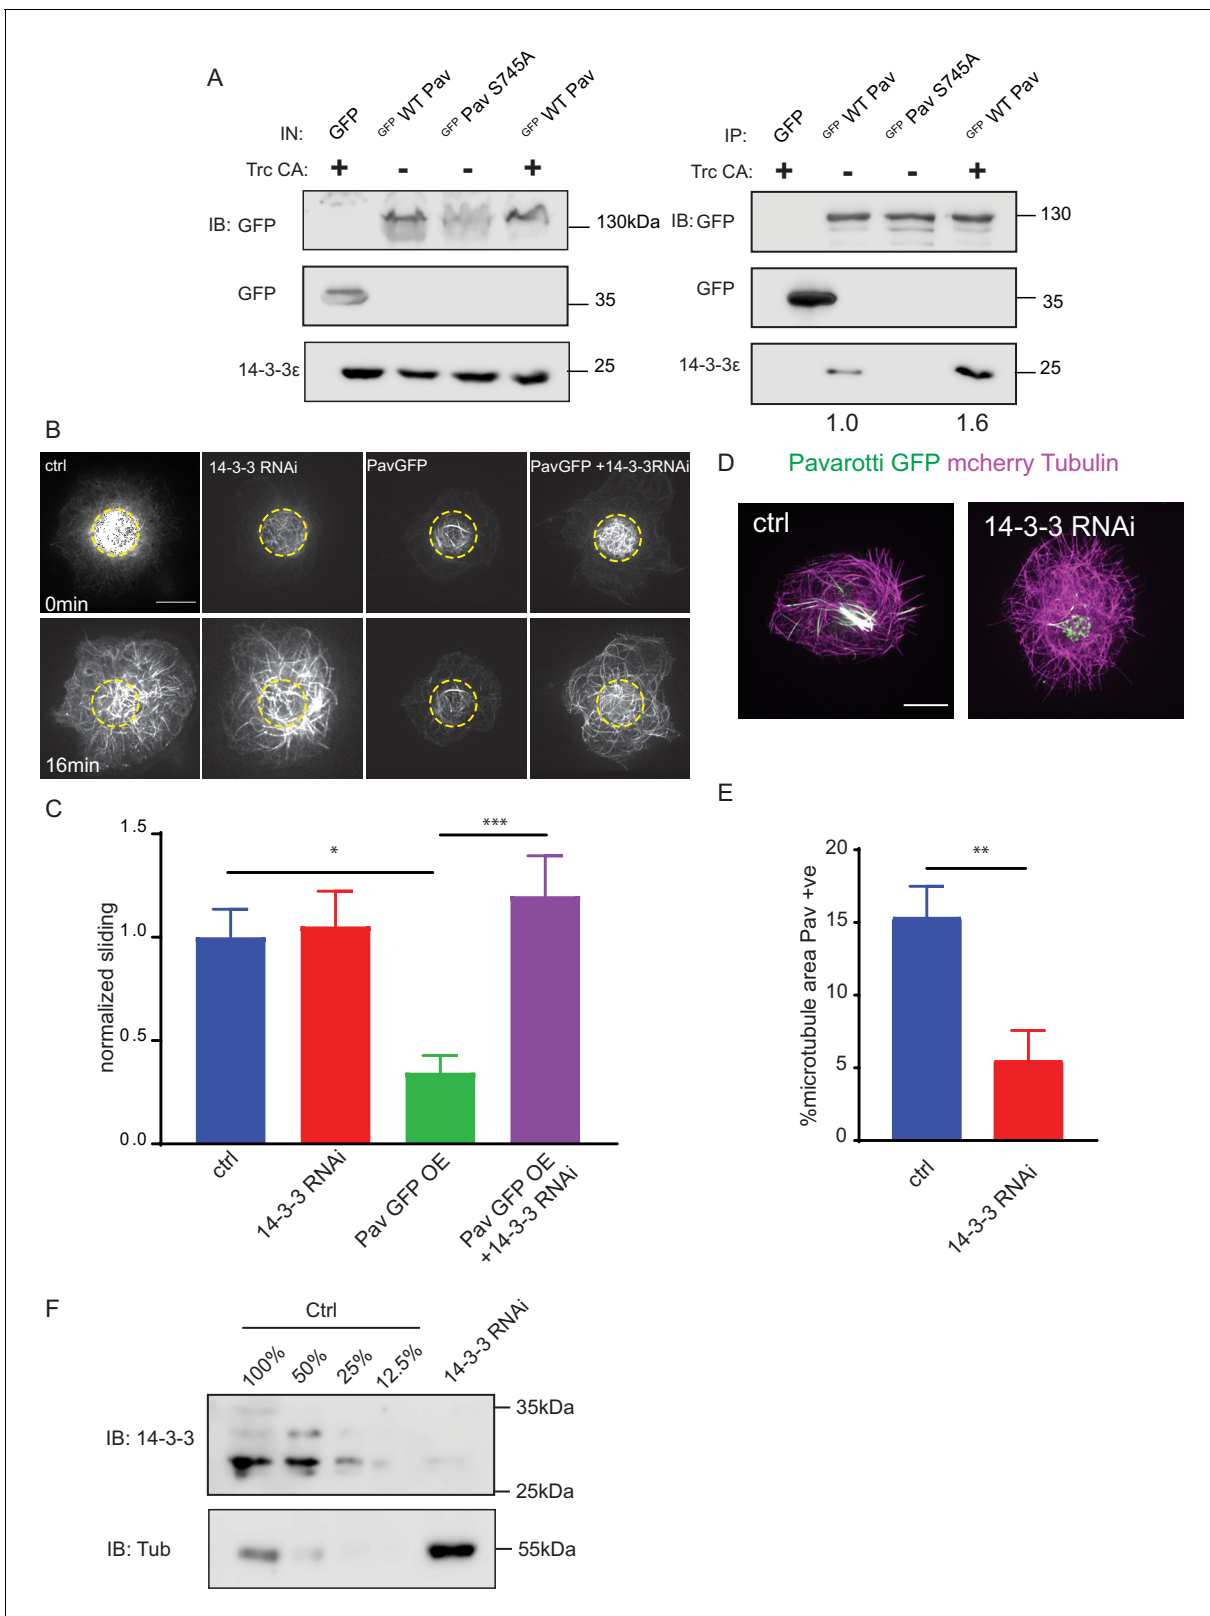 A
IN: GFP GFP WT Pav GFP Pav S745A GFP WT Pav
Trc CA: + - - +
IB: GFP 130kDa
GFP 35
14-3-3ε 25
IP: GFP GFP WT Pav GFP Pav S745A GFP WT Pav
Trc CA: + - - +
IB: GFP 130
GFP 35
14-3-3ε 25
1.0 1.6
B
ctrl 14-3-3 RNAi PavGFP PavGFP +14-3-3RNAi
0min
16min
C
normalized sliding
1.5
1.0
0.5
0.0
* ***
ctrl
14-3-3 RNAi
Pav GFP OE
Pav GFP OE
+14-3-3 RNAi
D
Pavarotti GFP mcherry Tubulin
ctrl 14-3-3 RNAi
E
%microtubule area Pav +ve
20
15
10
5
0
**
ctrl
14-3-3 RNAi
F
Ctrl
100% 50% 25% 12.5% 14-3-3 RNAi
IB: 14-3-3 35kDa
25kDa
IB: Tub 55kDa